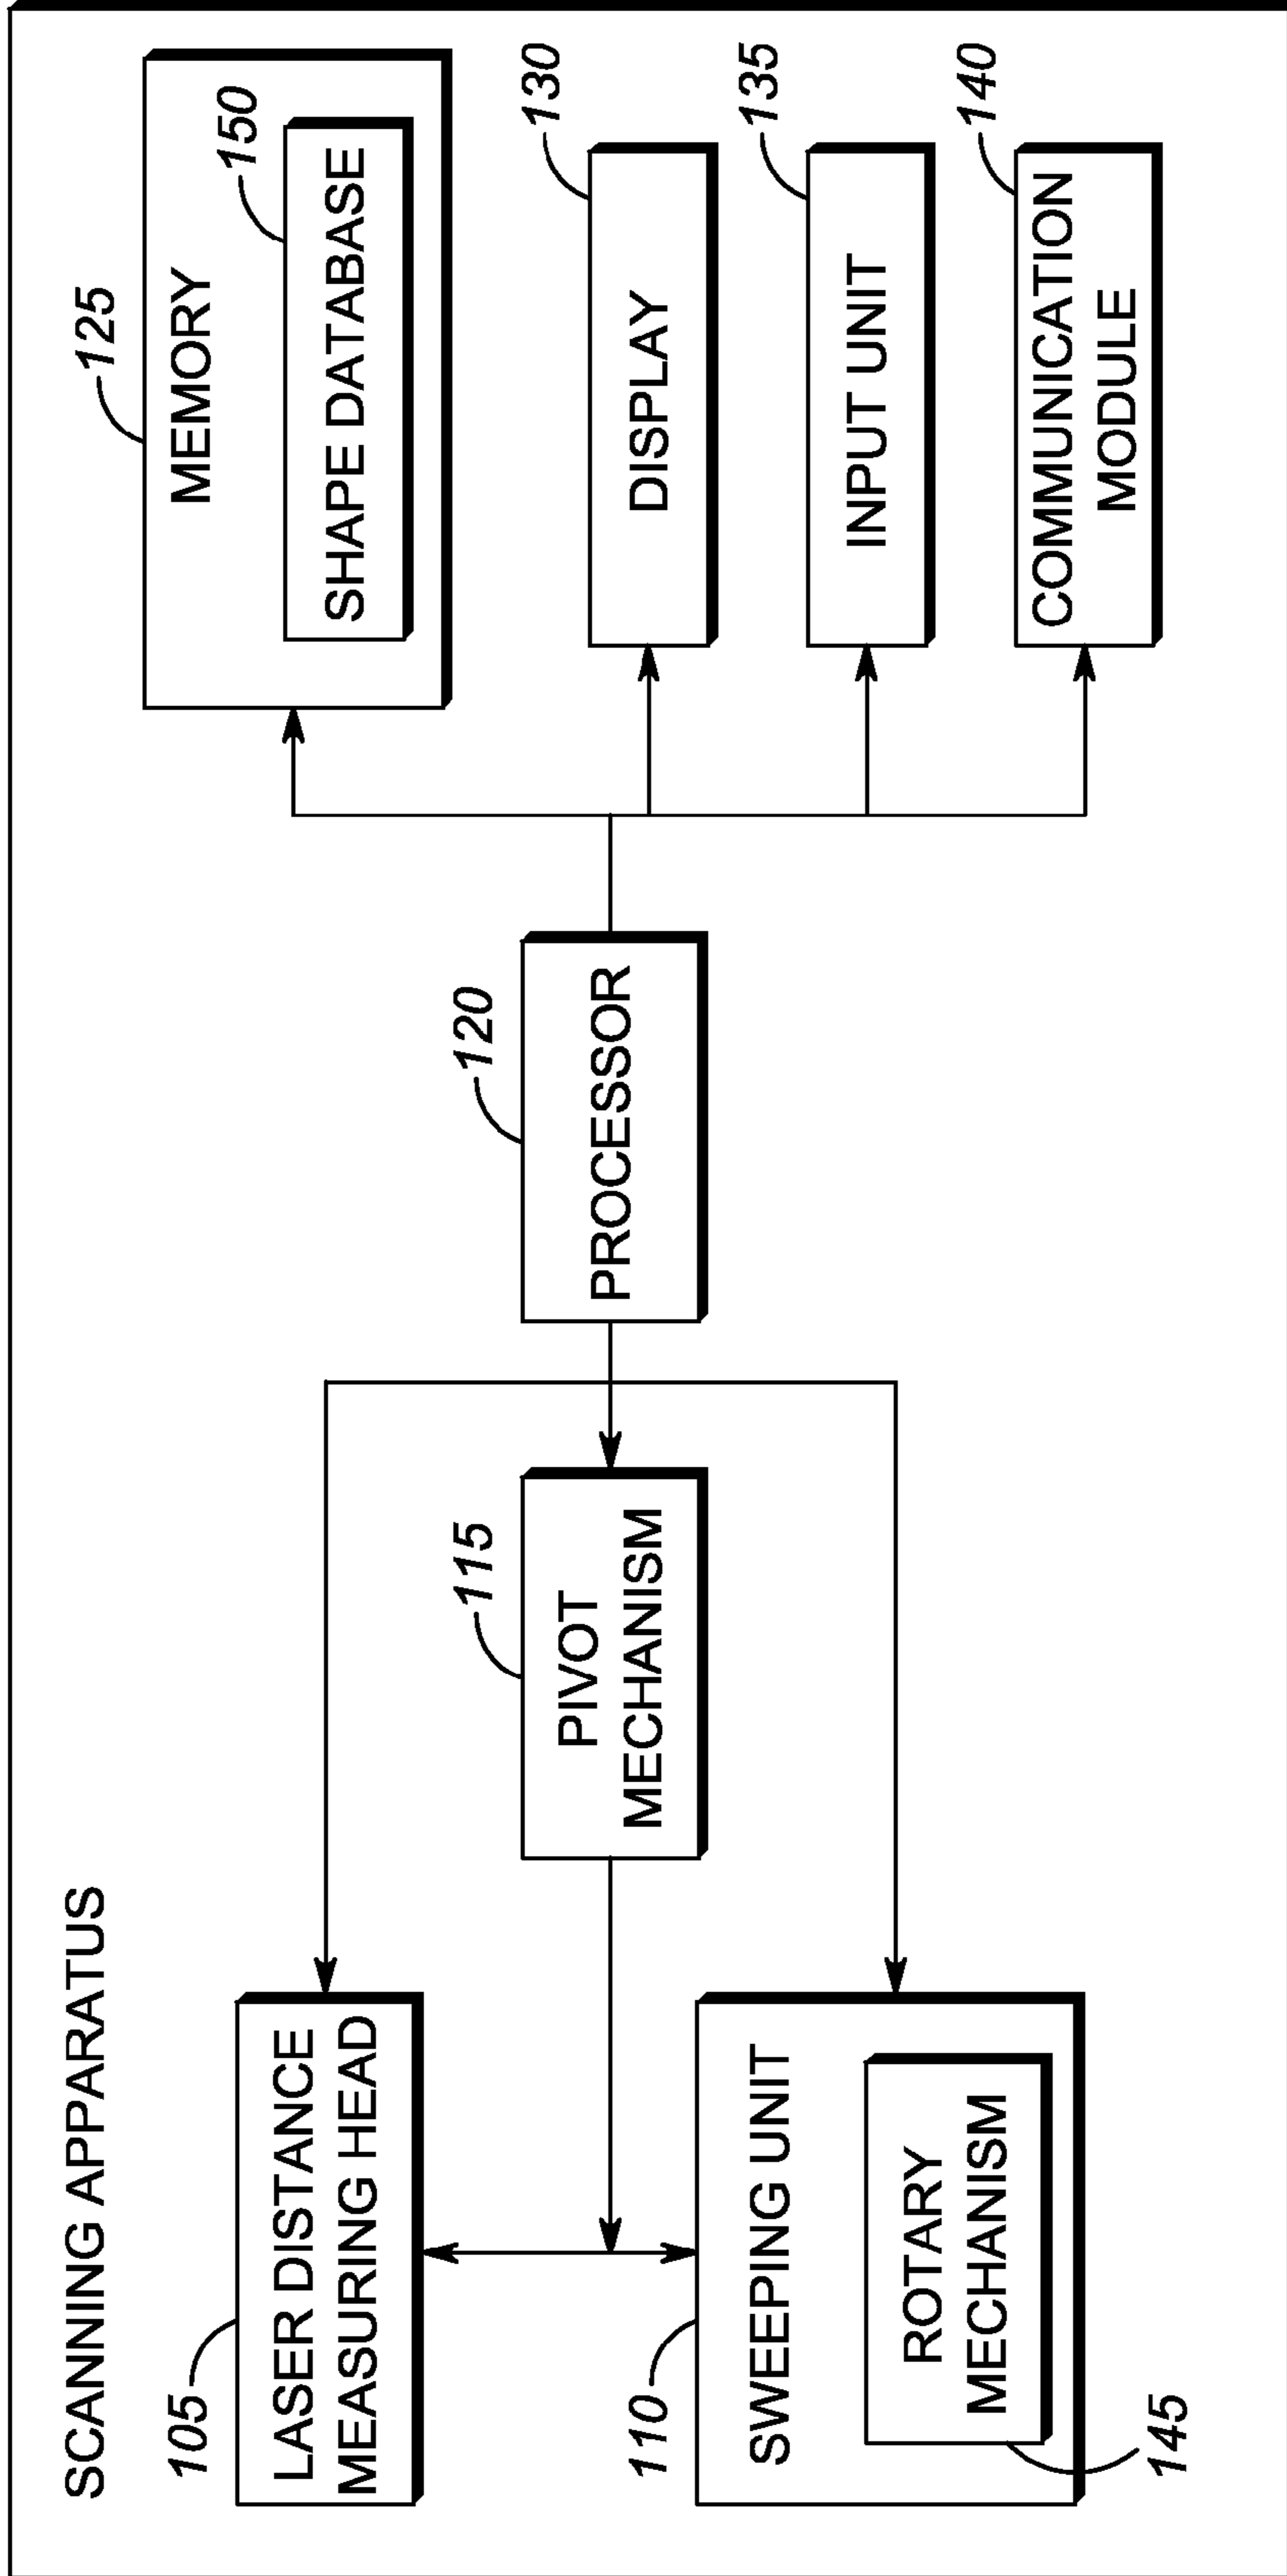 SCANNING APPARATUS
105
LASER DISTANCE
MEASURING HEAD
110
SWEEPING UNIT
ROTARY
MECHANISM
145
115
PIVOT
MECHANISM
120
PROCESSOR
125
MEMORY
150
SHAPE DATABASE
130
DISPLAY
135
INPUT UNIT
140
COMMUNICATION
MODULE